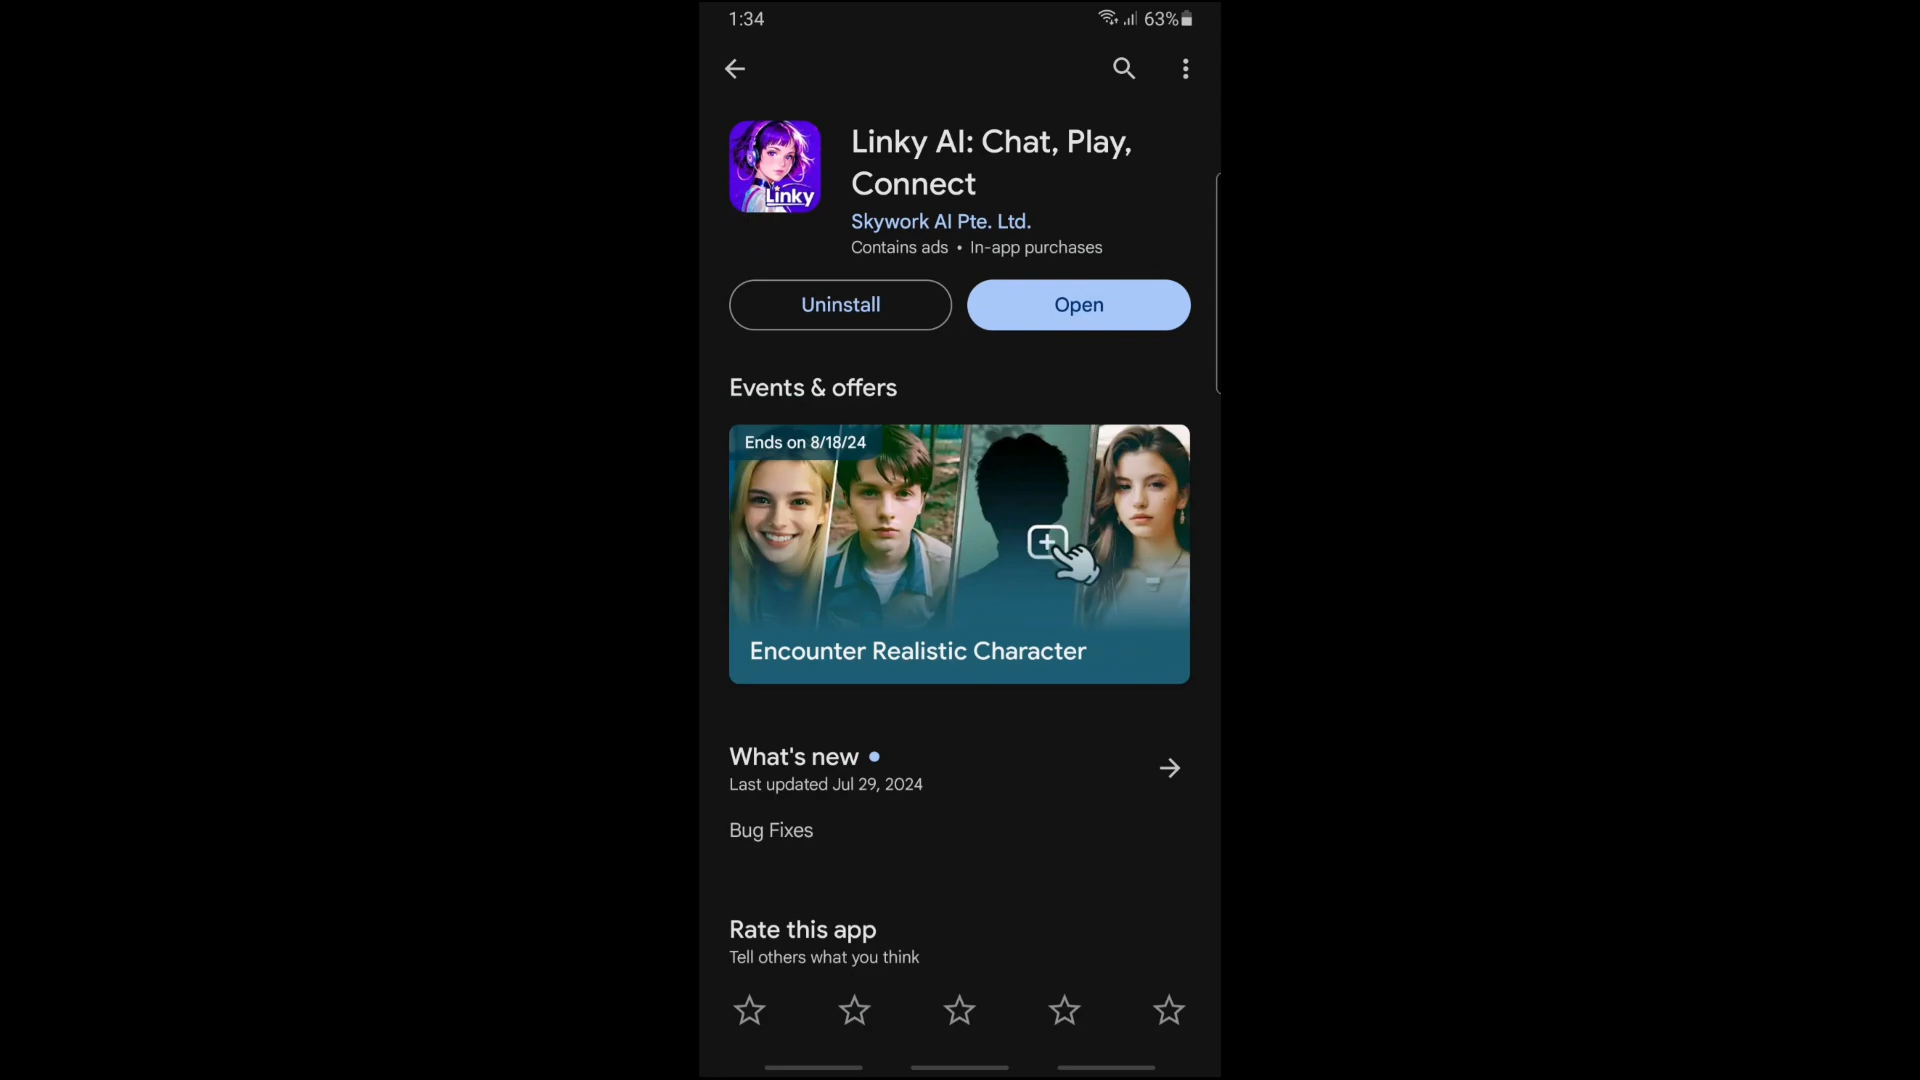 1:34
63%
Linky
Linky AI: Chat, Play,
Connect
Skywork AI Pte. Ltd.
Contains ads • In-app purchases
Uninstall
Open
Events & offers
Ends on 8/18/24
Encounter Realistic Character
What's new
Last updated Jul 29, 2024
Bug Fixes
Rate this app
Tell others what you think